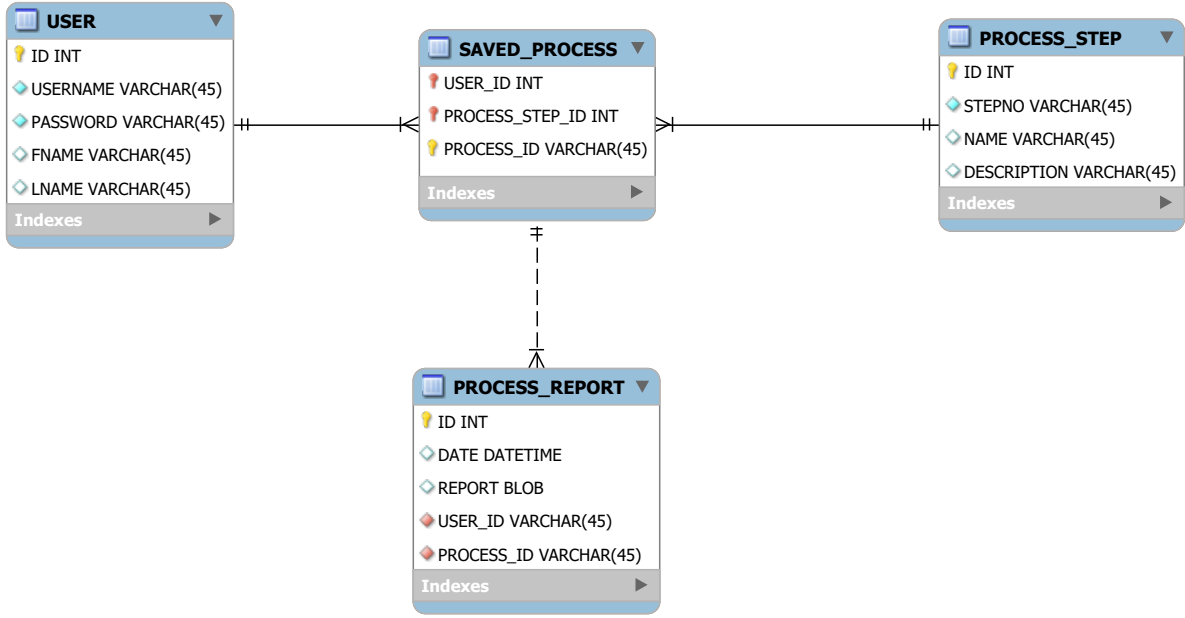 USER
ID INT
USERNAME VARCHAR(45)
PASSWORD VARCHAR(45)
FNAME VARCHAR(45)
LNAME VARCHAR(45)
Indexes
SAVED_PROCESS
USER_ID INT
PROCESS_STEP_ID INT
PROCESS_ID VARCHAR(45)
Indexes
PROCESS_STEP
ID INT
STEPNO VARCHAR(45)
NAME VARCHAR(45)
DESCRIPTION VARCHAR(45)
Indexes
PROCESS_REPORT
ID INT
DATE DATETIME
REPORT BLOB
USER_ID VARCHAR(45)
PROCESS_ID VARCHAR(45)
Indexes